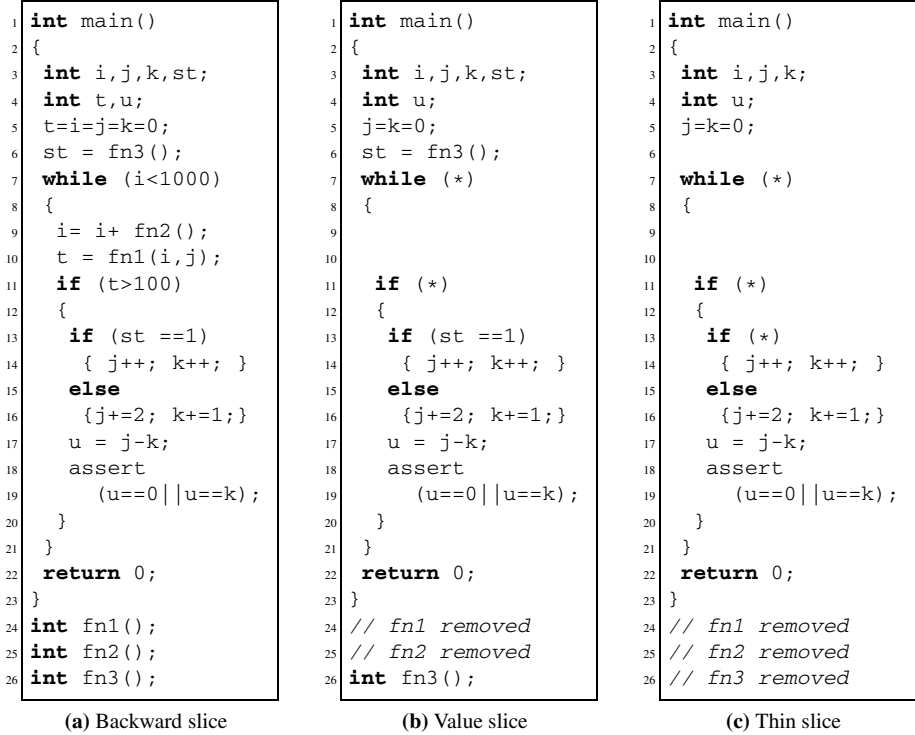 1 int main()
2 {
3 int i,j,k,st;
4 int t,u;
5 t=i=j=k=0;
6 st = fn3();
7 while (i<1000)
8 {
9 i= i+ fn2();
10 t = fn1(i,j);
11 if (t>100)
12 {
13 if (st ==1)
14 { j++; k++; }
15 else
16 {j+=2; k+=1;}
17 u = j-k;
18 assert
19 (u==0||u==k);
20 }
21 }
22 return 0;
23 }
24 int fn1();
25 int fn2();
26 int fn3();
(a) Backward slice
1 int main()
2 {
3 int i,j,k,st;
4 int u;
5 j=k=0;
6 st = fn3();
7 while (*)
8 {
9
10
11 if (*)
12 {
13 if (st ==1)
14 { j++; k++; }
15 else
16 {j+=2; k+=1;}
17 u = j-k;
18 assert
19 (u==0||u==k);
20 }
21 }
22 return 0;
23 }
24 // fn1 removed
25 // fn2 removed
26 int fn3();
(b) Value slice
1 int main()
2 {
3 int i,j,k;
4 int u;
5 j=k=0;
6
7 while (*)
8 {
9
10
11 if (*)
12 {
13 if (*)
14 { j++; k++; }
15 else
16 {j+=2; k+=1;}
17 u = j-k;
18 assert
19 (u==0||u==k);
20 }
21 }
22 return 0;
23 }
24 // fn1 removed
25 // fn2 removed
26 // fn3 removed
(c) Thin slice